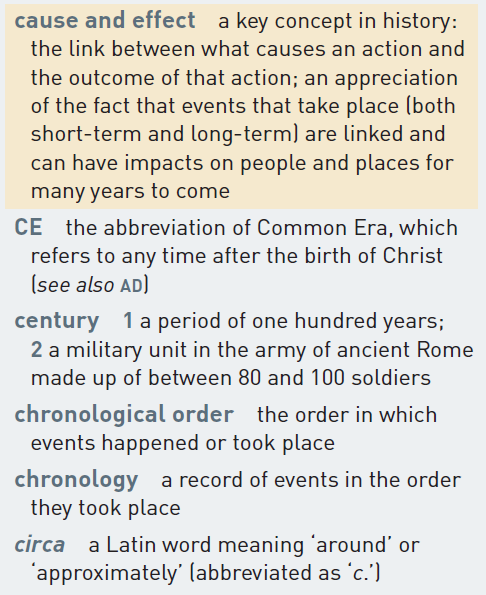 cause and effect a key concept in history:
the link between what causes an action and
the outcome of that action; an appreciation
of the fact that events that take place (both
short-term and long-term) are linked and
can have impacts on people and places for
many years to come
CE the abbreviation of Common Era, which
refers to any time after the birth of Christ
(see also AD)
century 1 a period of one hundred years;
2 a military unit in the army of ancient Rome
made up of between 80 and 100 soldiers
chronological order the order in which
events happened or took place
chronology a record of events in the order
they took place
circa a Latin word meaning ‘around’ or
‘approximately’ (abbreviated as ‘c.’)